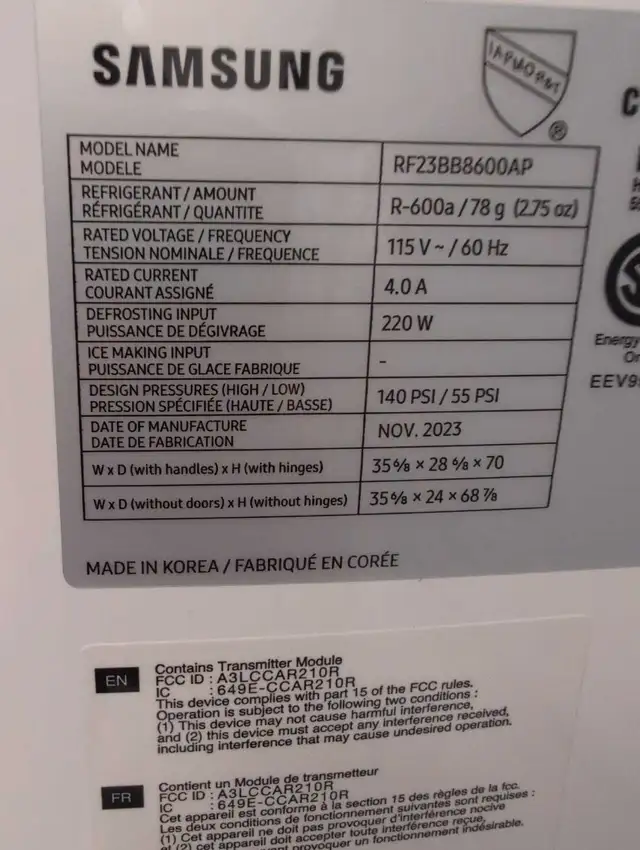 SAMSUNG
IAPMO R&T
®
MODEL NAME
MODELE
RF23BB8600AP
REFRIGERANT / AMOUNT
RÉFRIGÉRANT / QUANTITE
R-600a / 78 g (2.75 oz)
RATED VOLTAGE / FREQUENCY
TENSION NOMINALE / FREQUENCE
115 V ~ / 60 Hz
RATED CURRENT
COURANT ASSIGNÉ
4.0 A
DEFROSTING INPUT
PUISSANCE DE DÉGIVRAGE
220 W
ICE MAKING INPUT
PUISSANCE DE GLACE FABRIQUE
-
DESIGN PRESSURES (HIGH / LOW)
PRESSION SPÉCIFIÉE (HAUTE / BASSE)
140 PSI / 55 PSI
DATE OF MANUFACTURE
DATE DE FABRICATION
NOV. 2023
W x D (with handles) x H (with hinges)
35 6/8 × 28 6/8 × 70
W x D (without doors) x H (without hinges)
35 6/8 × 24 × 68 7/8
MADE IN KOREA / FABRIQUÉ EN CORÉE
Energy
EEV9
EN
Contains Transmitter Module
FCC ID : A3LCCAR210R
IC : 649E-CCAR210R
This device complies with part 15 of the FCC rules.
Operation is subject to the following two conditions :
(1) This device may not cause harmful interference,
and (2) this device must accept any interference received,
including interference that may cause undesired operation.
FR
Contient un Module de transmetteur
FCC ID : A3LCCAR210R
IC : 649E-CCAR210R
Cet appareil est conforme à la section 15 des règles de la fcc.
Les deux conditions de fonctionnement suivantes sont requises :
(1) Cet appareil ne doit pas provoquer d'interférence nocive
et (2) cet appareil doit accepter toute interférence reçue,
provoquer un fonctionnement indésirable.